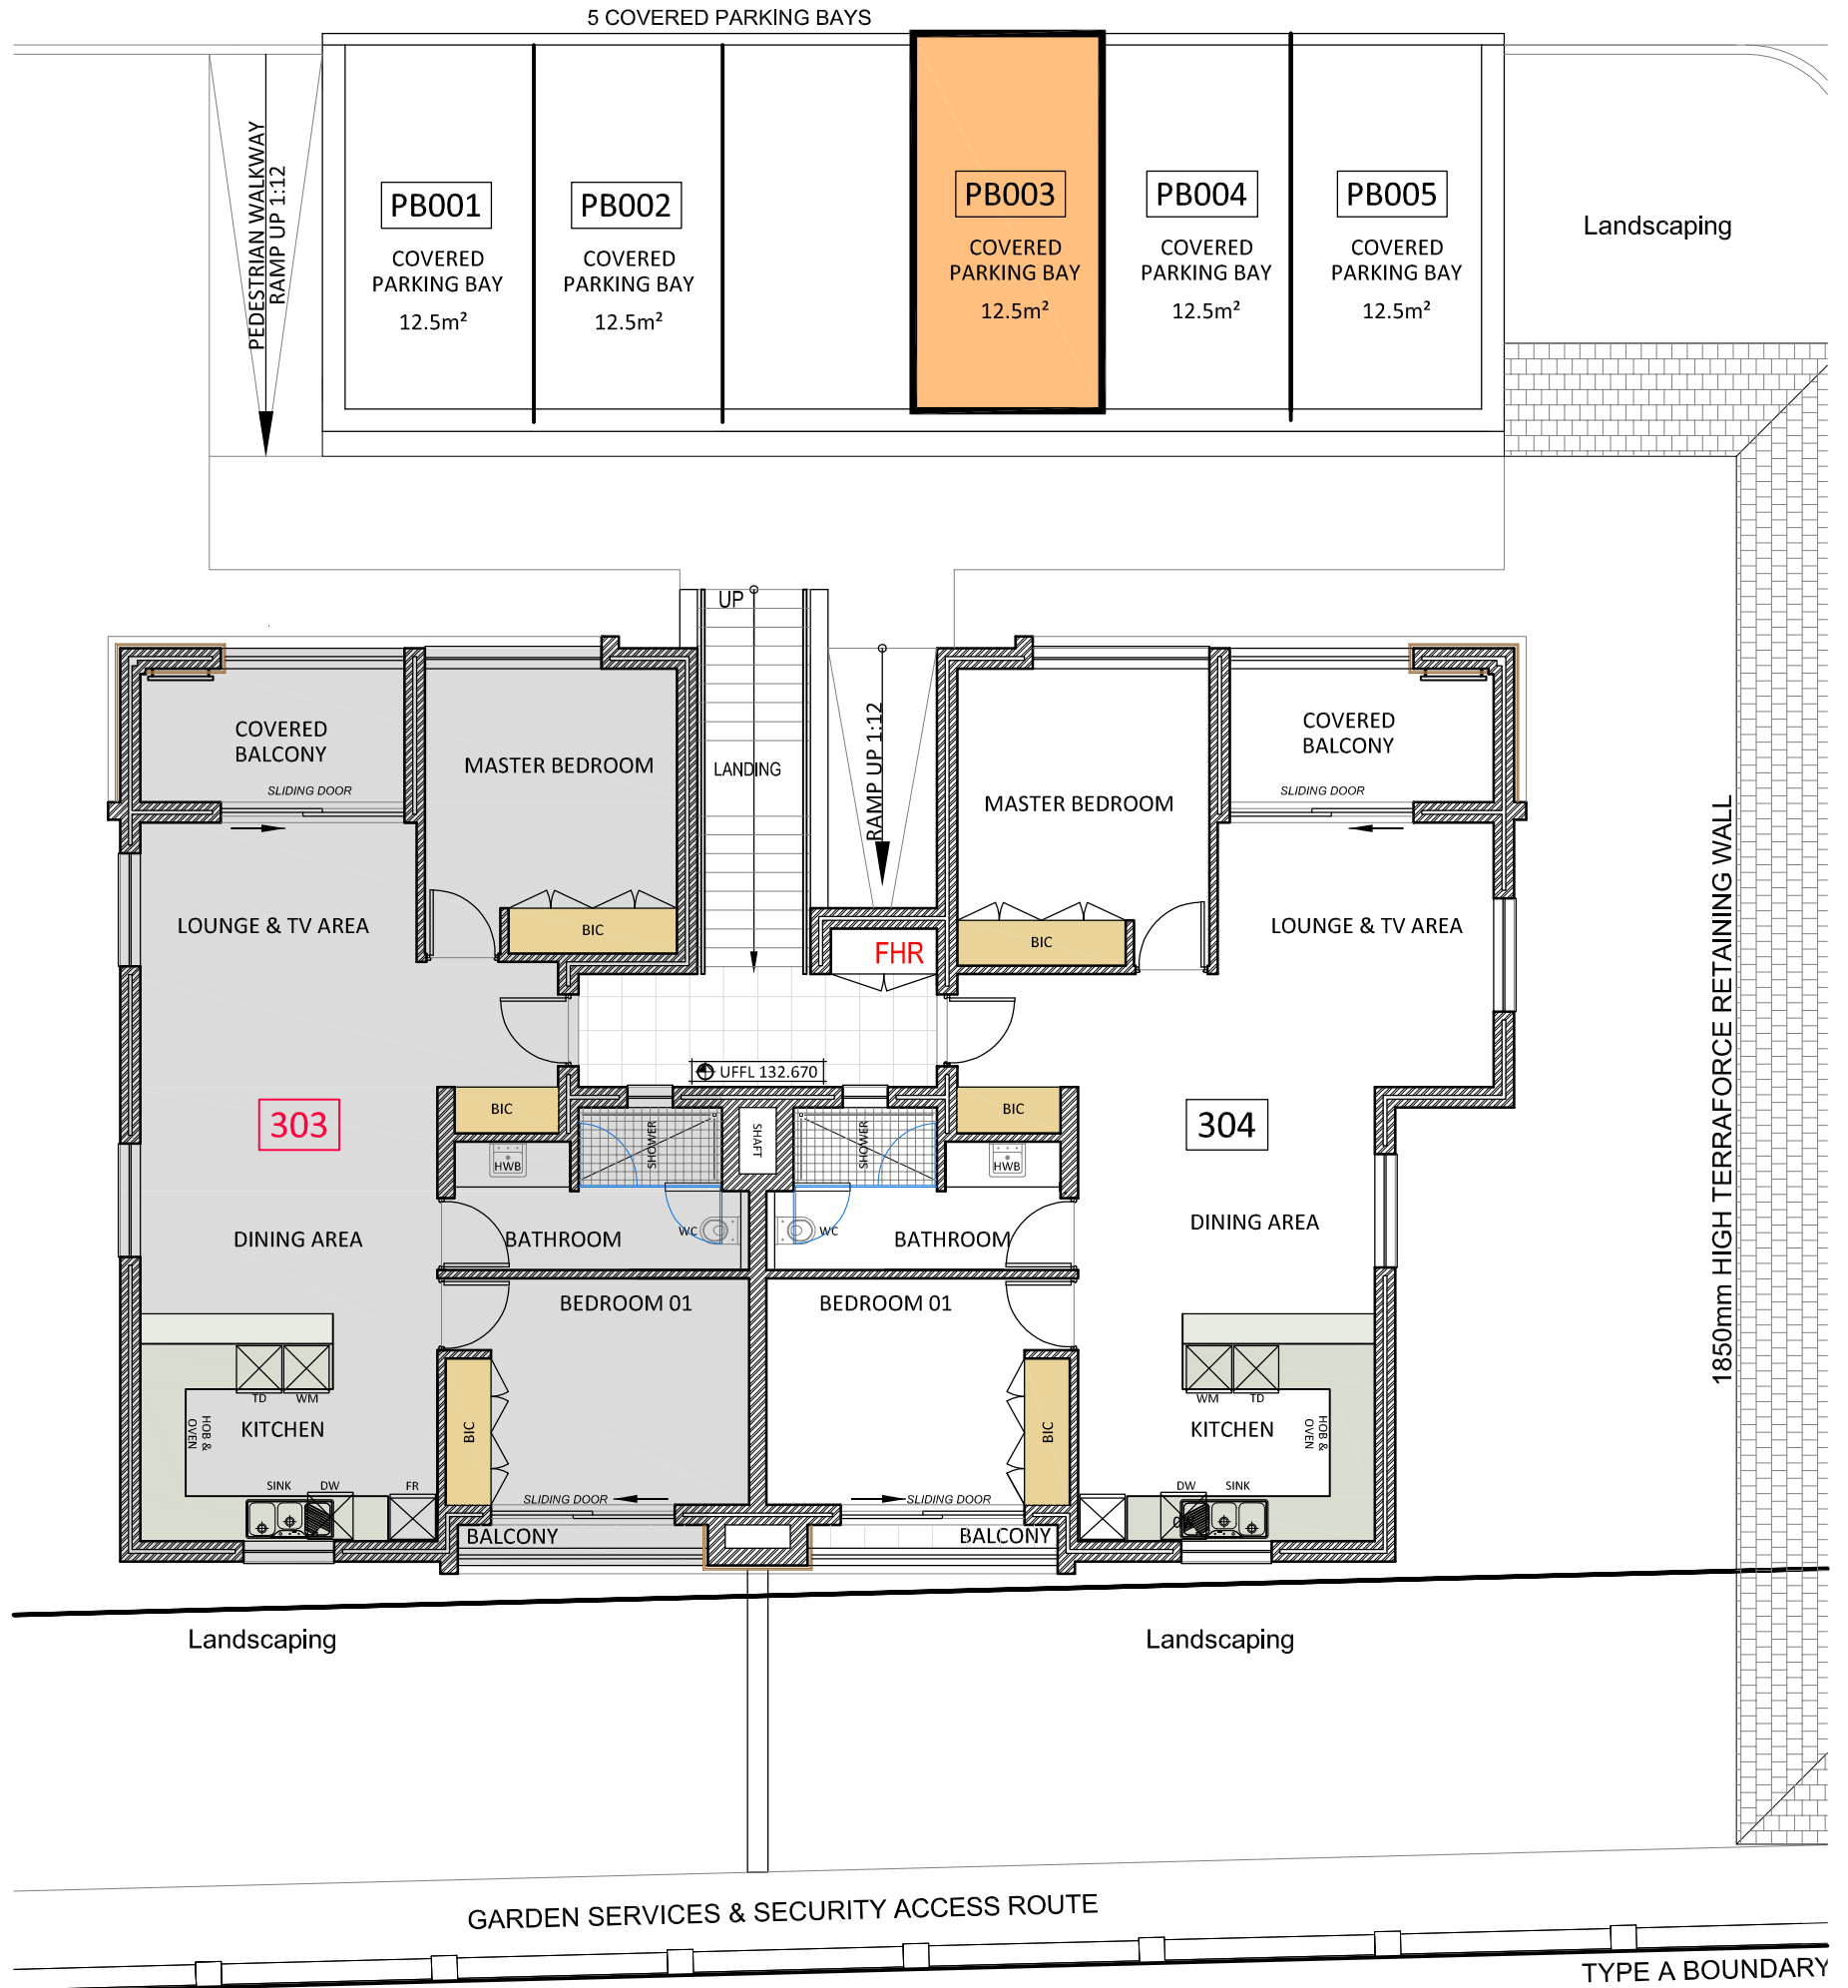 5 COVERED PARKING BAYS
PEDESTRIAN WALKWAY
RAMP UP 1:12
PB001
COVERED
PARKING BAY
12.5m²
PB002
COVERED
PARKING BAY
12.5m²
PB003
COVERED
PARKING BAY
12.5m²
PB004
COVERED
PARKING BAY
12.5m²
PB005
COVERED
PARKING BAY
12.5m²
Landscaping
UP
LANDING
RAMP UP 1:12
COVERED
BALCONY
SLIDING DOOR
MASTER BEDROOM
MASTER BEDROOM
COVERED
BALCONY
SLIDING DOOR
LOUNGE & TV AREA
BIC
FHR
BIC
LOUNGE & TV AREA
1850mm HIGH TERRAFORCE RETAINING WALL
UFFL 132.670
303
BIC
HWB
SHOWER
SHAFT
SHOWER
BIC
HWB
304
DINING AREA
BATHROOM
WC
WC
BATHROOM
DINING AREA
BEDROOM 01
BEDROOM 01
TD
WM
KITCHEN
HOB &
OVEN
SINK
DW
FR
BIC
SLIDING DOOR
BALCONY
SLIDING DOOR
BALCONY
BIC
WM
TD
KITCHEN
HOB &
OVEN
DW
SINK
Landscaping
Landscaping
GARDEN SERVICES & SECURITY ACCESS ROUTE
TYPE A BOUNDARY